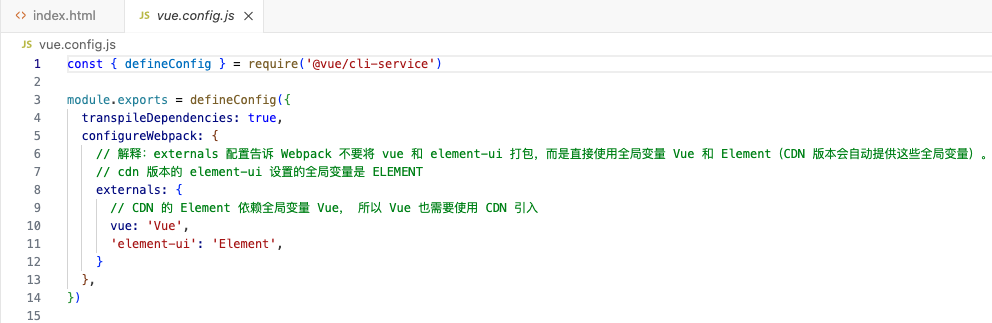 index.html
JS vue.config.js
JS vue.config.js
1 const { defineConfig } = require('@vue/cli-service')
2
3 module.exports = defineConfig({
4 transpileDependencies: true,
5 configureWebpack: {
6 // 解释：externals 配置告诉 Webpack 不要将 vue 和 element-ui 打包，而是直接使用全局变量 Vue 和 Element（CDN 版本会自动提供这些全局变量）。
7 // cdn 版本的 element-ui 设置的全局变量是 ELEMENT
8 externals: {
9 // CDN 的 Element 依赖全局变量 Vue， 所以 Vue 也需要使用 CDN 引入
10 vue: 'Vue',
11 'element-ui': 'Element',
12 }
13 },
14 })
15